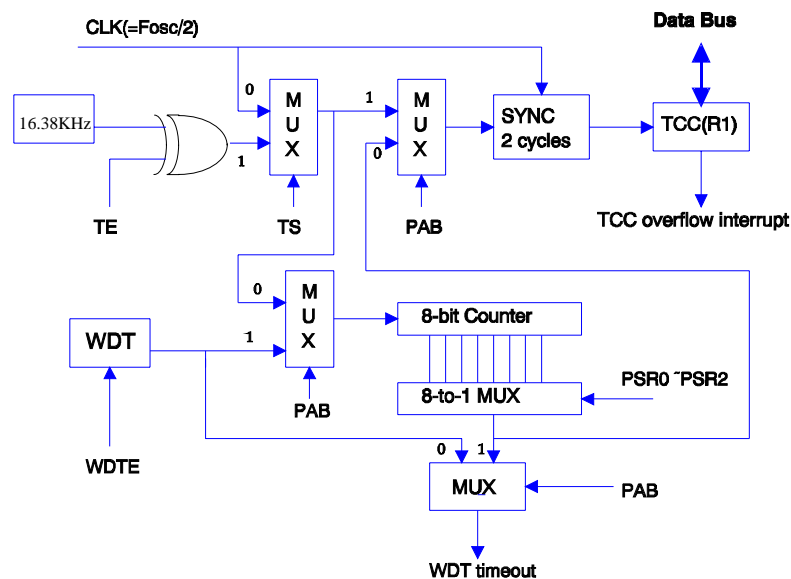 CLK(=Fosc/2)
Data Bus
16.38KHz
0
1
M
U
X
1
0
M
U
X
SYNC
2 cycles
TCC(R1)
TE
TS
PAB
TCC overflow interrupt
0
1
M
U
X
8-bit Counter
WDT
PAB
8-to-1 MUX
PSR0 ~PSR2
WDTE
0
1
MUX
PAB
WDT timeout